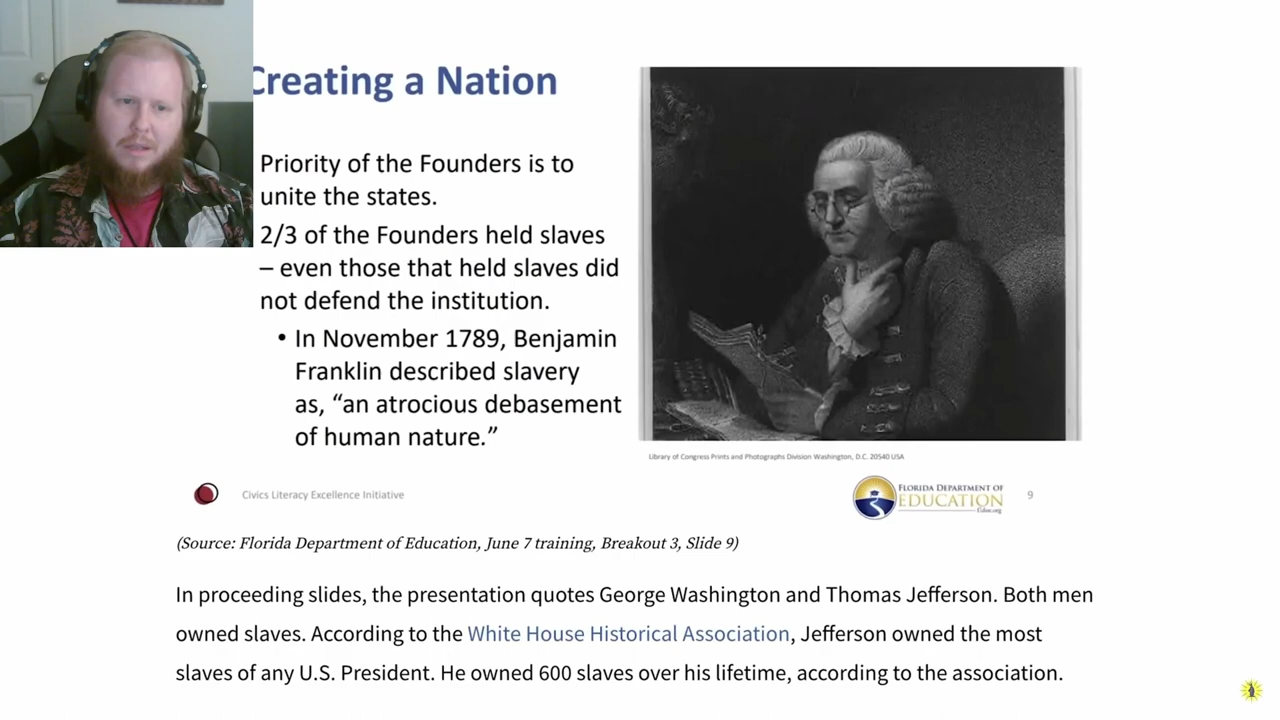 Creating a Nation
Priority of the Founders is to
unite the states.
2/3 of the Founders held slaves
– even those that held slaves did
not defend the institution.
• In November 1789, Benjamin
Franklin described slavery
as, “an atrocious debasement
of human nature.”
Library of Congress Prints and Photographs Division Washington, D.C. 20540 USA
Civics Literacy Excellence Initiative
FLORIDA DEPARTMENT OF
EDUCATION
fldoe.org
9
(Source: Florida Department of Education, June 7 training, Breakout 3, Slide 9)
In proceeding slides, the presentation quotes George Washington and Thomas Jefferson. Both men
owned slaves. According to the White House Historical Association, Jefferson owned the most
slaves of any U.S. President. He owned 600 slaves over his lifetime, according to the association.